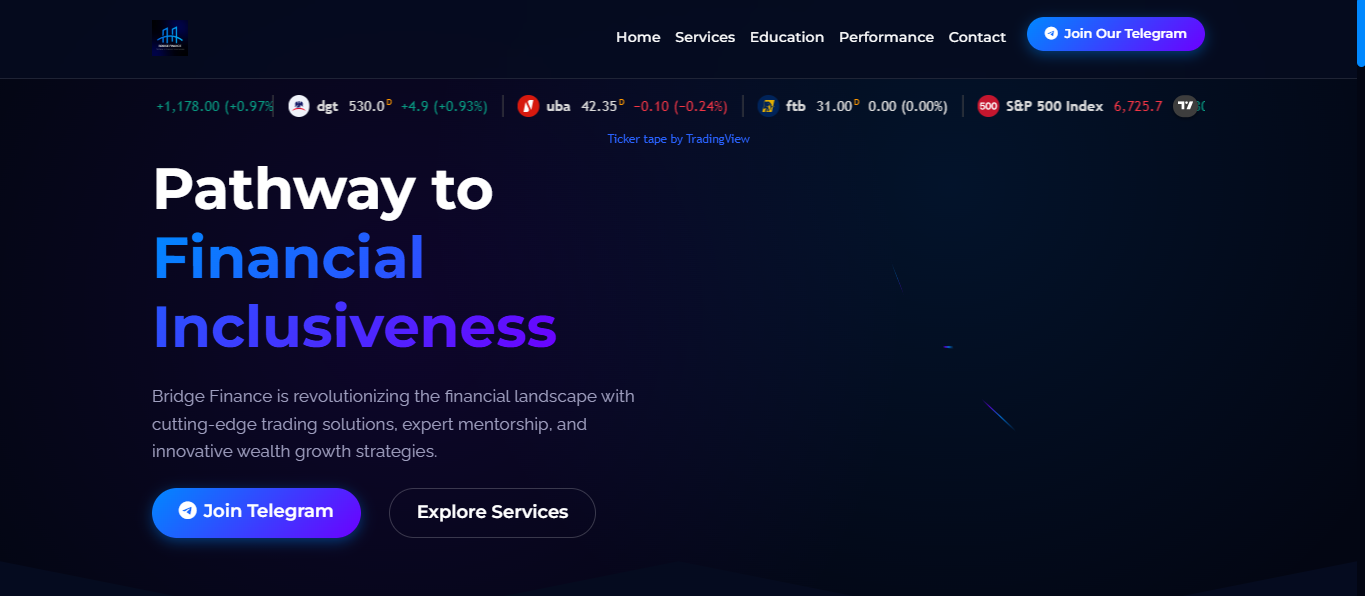 BRIDGE FINANCE
Home Services Education Performance Contact Join Our Telegram
+1,178.00 (+0.97% dgt 530.0 D +4.9 (+0.93%) uba 42.35 D −0.10 (−0.24%) ftb 31.00 D 0.00 (0.00%) 500 S&P 500 Index 6,725.7
Ticker tape by TradingView
Pathway to
Financial
Inclusiveness
Bridge Finance is revolutionizing the financial landscape with
cutting-edge trading solutions, expert mentorship, and
innovative wealth growth strategies.
Join Telegram Explore Services